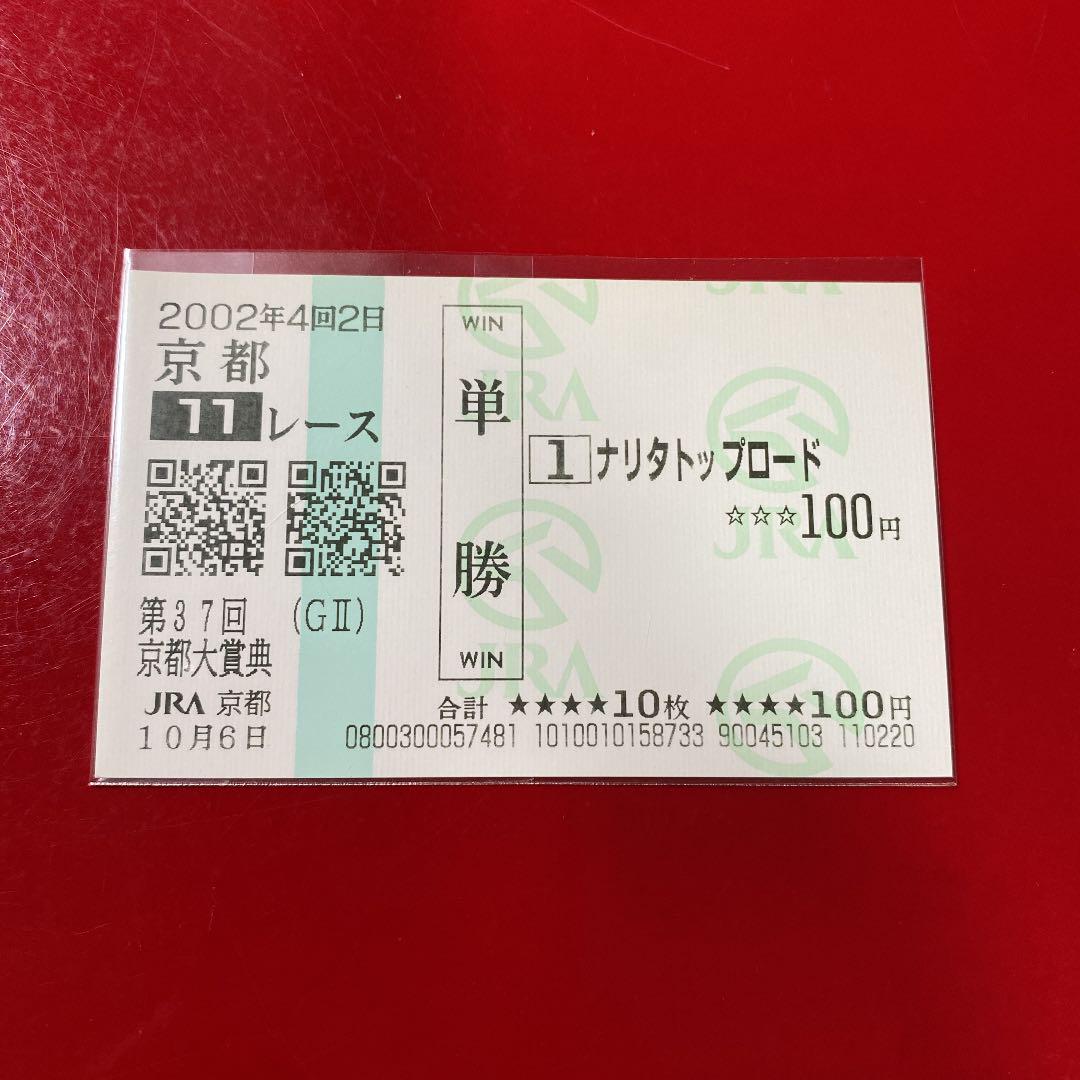 2002年4回2日
京都
11レース
第37回 (GⅡ)
京都大賞典
JRA 京都
10月6日
WIN
単勝
WIN
1 ナリタトップロード
☆☆☆100円
合計 ★★★★10枚 ★★★★100円
0800300057481 1010010158733 90045103 110220
JRA
JRA
JRA
JRA